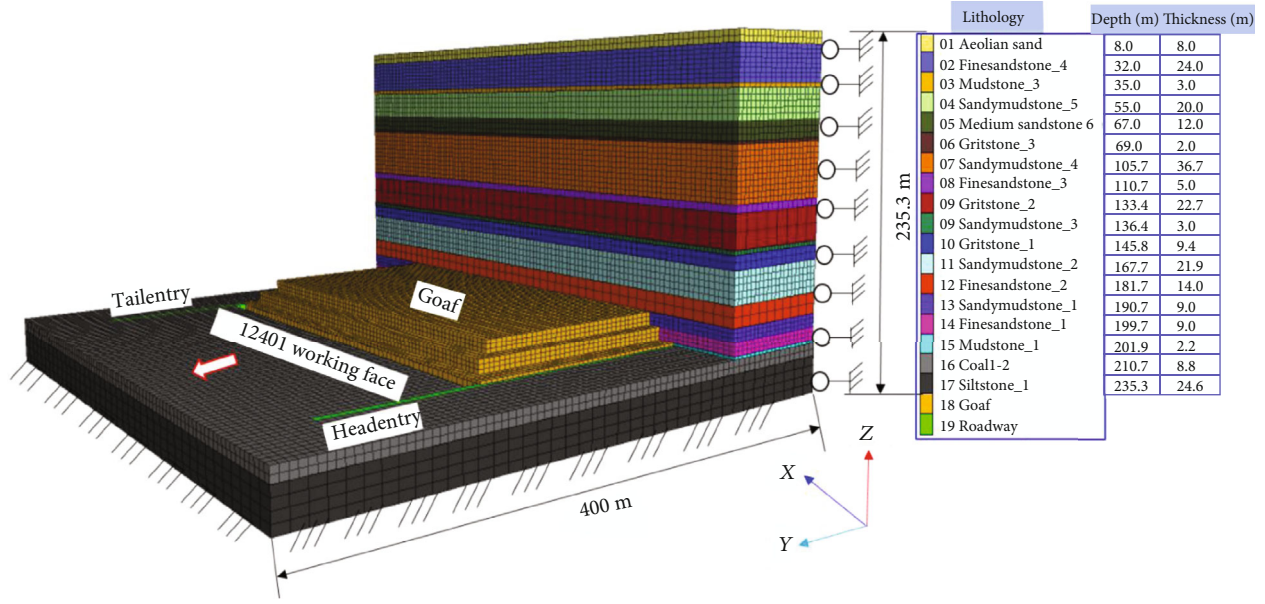 Lithology Depth (m) Thickness (m)
01 Aeolian sand 8.0 8.0
02 Finesandstone_4 32.0 24.0
03 Mudstone_3 35.0 3.0
04 Sandymudstone_5 55.0 20.0
05 Medium sandstone 6 67.0 12.0
06 Gritstone_3 69.0 2.0
07 Sandymudstone_4 105.7 36.7
08 Finesandstone_3 110.7 5.0
09 Gritstone_2 133.4 22.7
09 Sandymudstone_3 136.4 3.0
10 Gritstone_1 145.8 9.4
11 Sandymudstone_2 167.7 21.9
12 Finesandstone_2 181.7 14.0
13 Sandymudstone_1 190.7 9.0
14 Finesandstone_1 199.7 9.0
15 Mudstone_1 201.9 2.2
16 Coal1-2 210.7 8.8
17 Siltstone_1 235.3 24.6
18 Goaf
19 Roadway
235.3 m
Tailentry
Goaf
12401 working face
Headentry
400 m
Z
X
Y